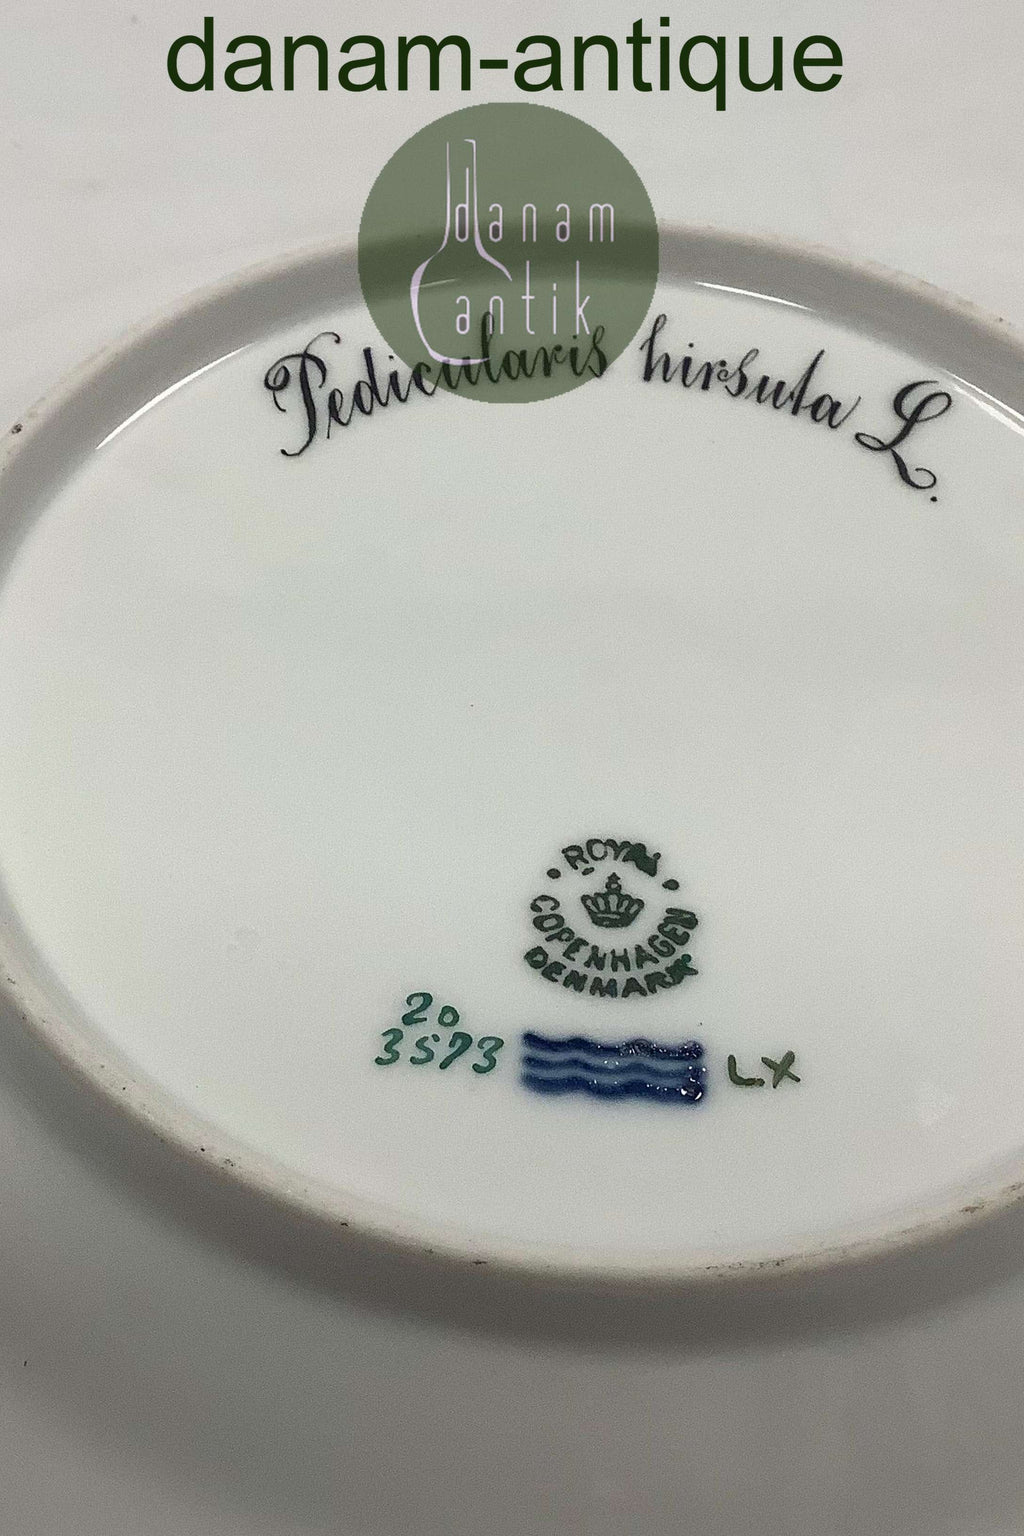 danam-antique
danam
antik
Pedicularis hirsuta L.
ROYAL
COPENHAGEN
DENMARK
20
3573
LX